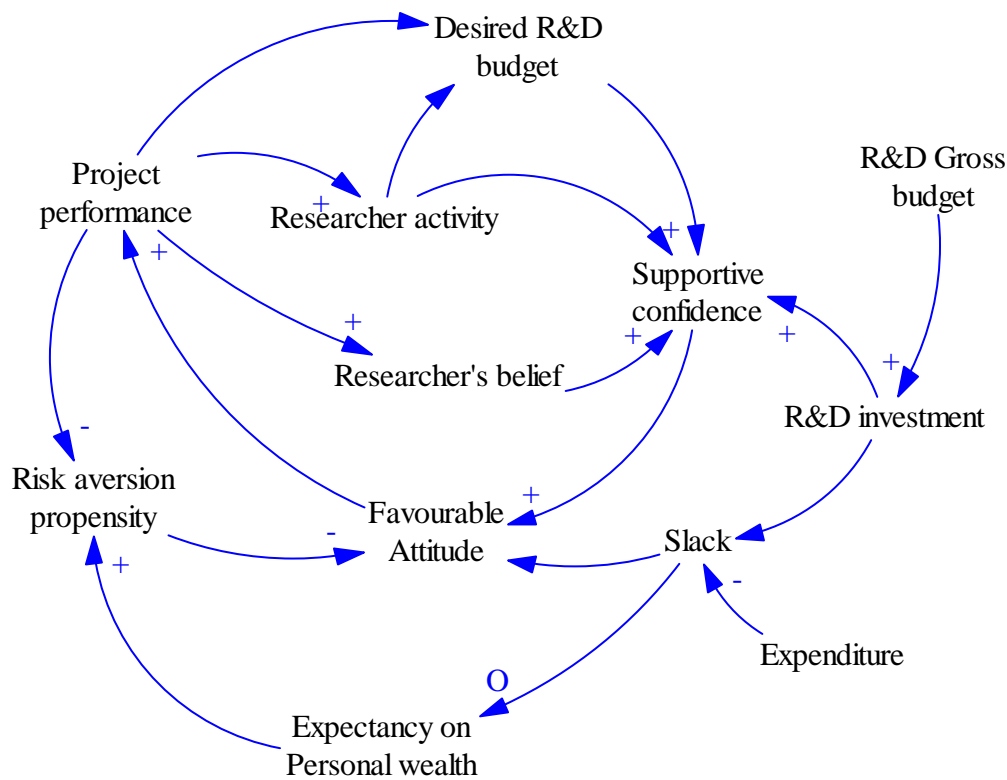 Desired R&D
budget
R&D Gross
budget
Project
performance
+
Researcher activity
+
+
Supportive
confidence
+
+
+
+
Researcher's belief
R&D investment
-
Risk aversion
propensity
+
Favourable
Attitude
-
Slack
+
-
Expenditure
O
Expectancy on
Personal wealth